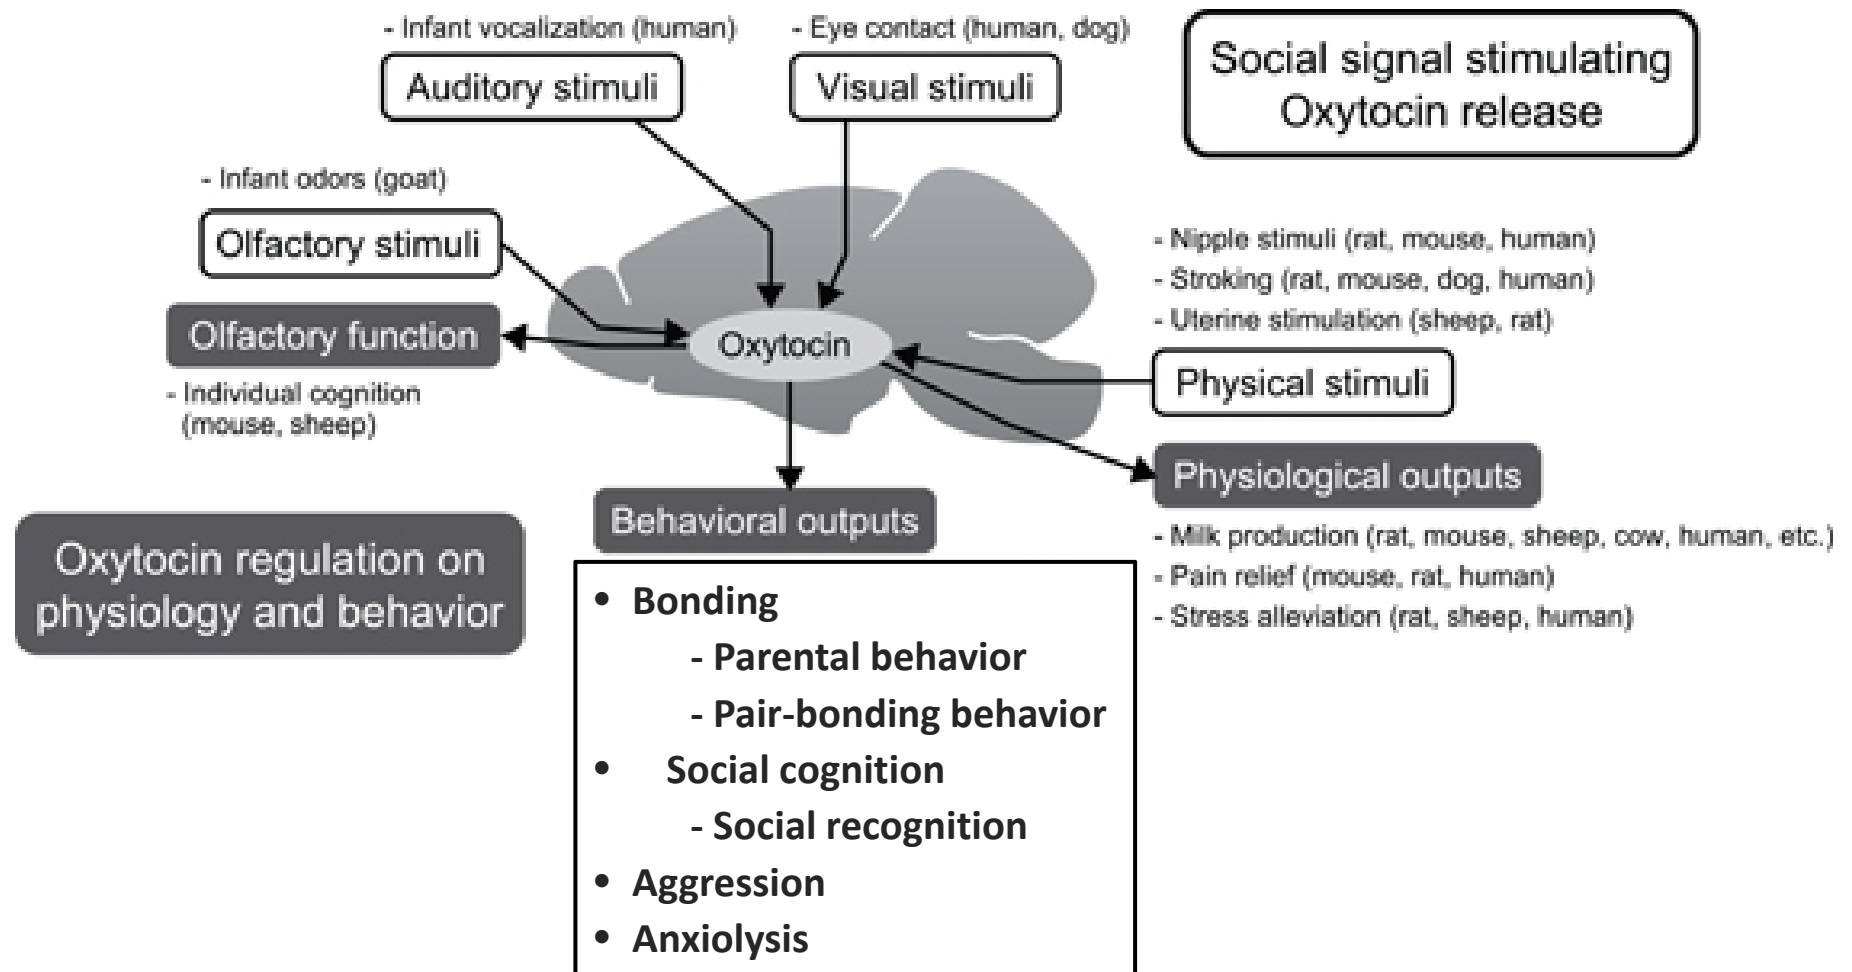 - Infant vocalization (human)
Auditory stimuli
- Eye contact (human, dog)
Visual stimuli
Social signal stimulating
Oxytocin release
- Infant odors (goat)
Olfactory stimuli
Olfactory function
- Individual cognition
(mouse, sheep)
Oxytocin
- Nipple stimuli (rat, mouse, human)
- Stroking (rat, mouse, dog, human)
- Uterine stimulation (sheep, rat)
Physical stimuli
Physiological outputs
- Milk production (rat, mouse, sheep, cow, human, etc.)
- Pain relief (mouse, rat, human)
- Stress alleviation (rat, sheep, human)
Oxytocin regulation on
physiology and behavior
Behavioral outputs
• Bonding
- Parental behavior
- Pair-bonding behavior
• Social cognition
- Social recognition
• Aggression
• Anxiolysis